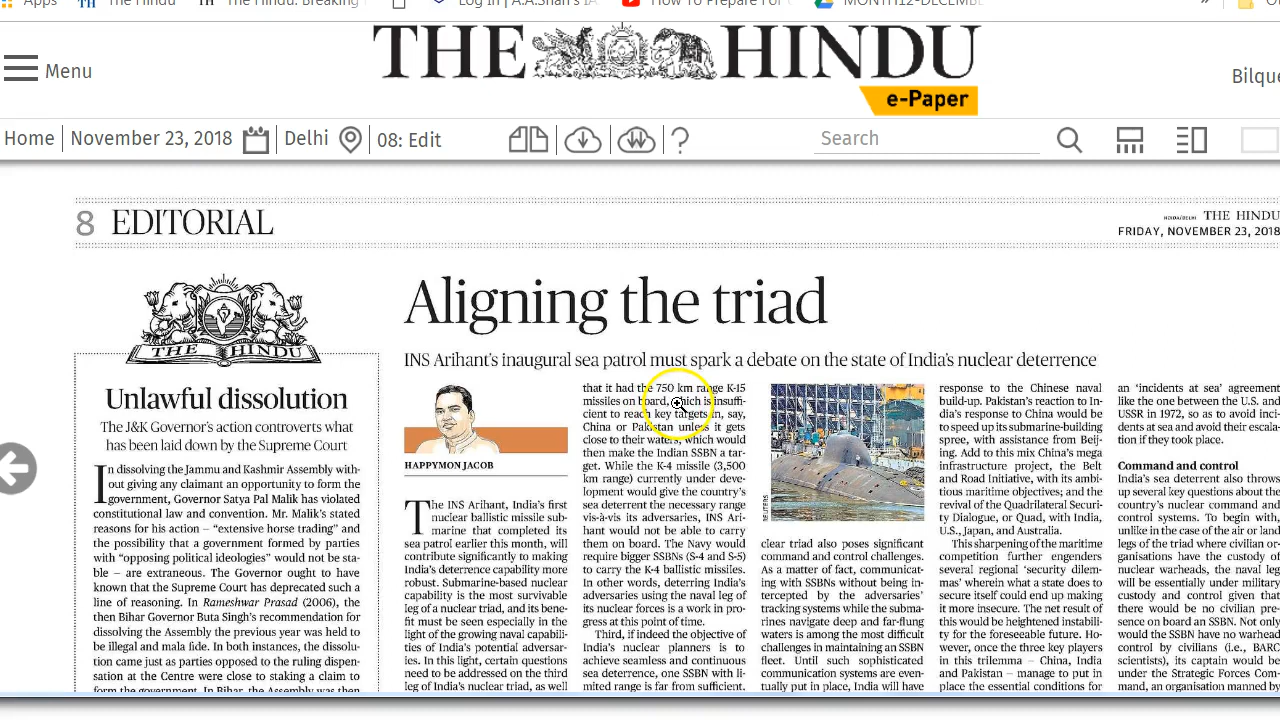 Apps
The Hindu
The Hindu: Breaking
Log In | A.A.Shah's IA
How To Prepare For
MONTH12-DECEMBE
»
THE HINDU
e-Paper
Menu
Bilque
Home
November 23, 2018
Delhi
08: Edit
?
Search
8 EDITORIAL
NOIDA/DELHI THE HINDU
FRIDAY, NOVEMBER 23, 2018
THE HINDU
Unlawful dissolution
The J&K Governor's action controverts what
has been laid down by the Supreme Court
In dissolving the Jammu and Kashmir Assembly with-
out giving any claimant an opportunity to form the
government, Governor Satya Pal Malik has violated
constitutional law and convention. Mr. Malik's stated
reasons for his action – “extensive horse trading” and
the possibility that a government formed by parties
with “opposing political ideologies” would not be sta-
ble – are extraneous. The Governor ought to have
known that the Supreme Court has deprecated such a
line of reasoning. In Rameshwar Prasad (2006), the
then Bihar Governor Buta Singh's recommendation for
dissolving the Assembly the previous year was held to
be illegal and mala fide. In both instances, the dissolu-
tion came just as parties opposed to the ruling dispen-
sation at the Centre were close to staking a claim to
form the government. In Bihar, the Assembly was then
Aligning the triad
INS Arihant's inaugural sea patrol must spark a debate on the state of India's nuclear deterrence
HAPPYMON JACOB
The INS Arihant, India's first
nuclear ballistic missile sub-
marine that completed its
sea patrol earlier this month, will
contribute significantly to making
India's deterrence capability more
robust. Submarine-based nuclear
capability is the most survivable
leg of a nuclear triad, and its bene-
fit must be seen especially in the
light of the growing naval capabili-
ties of India's potential adversar-
ies. In this light, certain questions
need to be addressed on the third
leg of India's nuclear triad, as well
that it had the 750 km range K-15
missiles on board, which is insuffi-
cient to reach key targets in, say,
China or Pakistan unless it gets
close to their waters, which would
then make the Indian SSBN a tar-
get. While the K-4 missile (3,500
km range) currently under deve-
lopment would give the country's
sea deterrent the necessary range
vis-à-vis its adversaries, INS Ari-
hant would not be able to carry
them on board. The Navy would
require bigger SSBNs (S-4 and S-5)
to carry the K-4 ballistic missiles.
In other words, deterring India's
adversaries using the naval leg of
its nuclear forces is a work in pro-
gress at this point of time.
Third, if indeed the objective of
India's nuclear planners is to
achieve seamless and continuous
sea deterrence, one SSBN with li-
mited range is far from sufficient.
REUTERS
clear triad also poses significant
command and control challenges.
As a matter of fact, communicat-
ing with SSBNs without being in-
tercepted by the adversaries'
tracking systems while the subma-
rines navigate deep and far-flung
waters is among the most difficult
challenges in maintaining an SSBN
fleet. Until such sophisticated
communication systems are even-
tually put in place, India will have
response to the Chinese naval
build-up. Pakistan's reaction to In-
dia's response to China would be
to speed up its submarine-building
spree, with assistance from Beij-
ing. Add to this mix China's mega
infrastructure project, the Belt
and Road Initiative, with its ambi-
tious maritime objectives; and the
revival of the Quadrilateral Securi-
ty Dialogue, or Quad, with India,
U.S., Japan, and Australia.
This sharpening of the maritime
competition further engenders
several regional ‘security dilem-
mas’ wherein what a state does to
secure itself could end up making
it more insecure. The net result of
this would be heightened instabili-
ty for the foreseeable future. Ho-
wever, once the three key players
in this trilemma – China, India
and Pakistan – manage to put in
place the essential conditions for
an ‘incidents at sea’ agreement
like the one between the U.S. and
USSR in 1972, so as to avoid inci-
dents at sea and avoid their escala-
tion if they took place.
Command and control
India's sea deterrent also throws
up several key questions about the
country's nuclear command and
control systems. To begin with,
unlike in the case of the air or land
legs of the triad where civilian or-
ganisations have the custody of
nuclear warheads, the naval leg
will be essentially under military
custody and control given that
there would be no civilian pre-
sence on board an SSBN. Not only
would the SSBN have no warhead
control by civilians (i.e., BARC
scientists), its captain would be
under the Strategic Forces Com-
mand, an organisation manned by